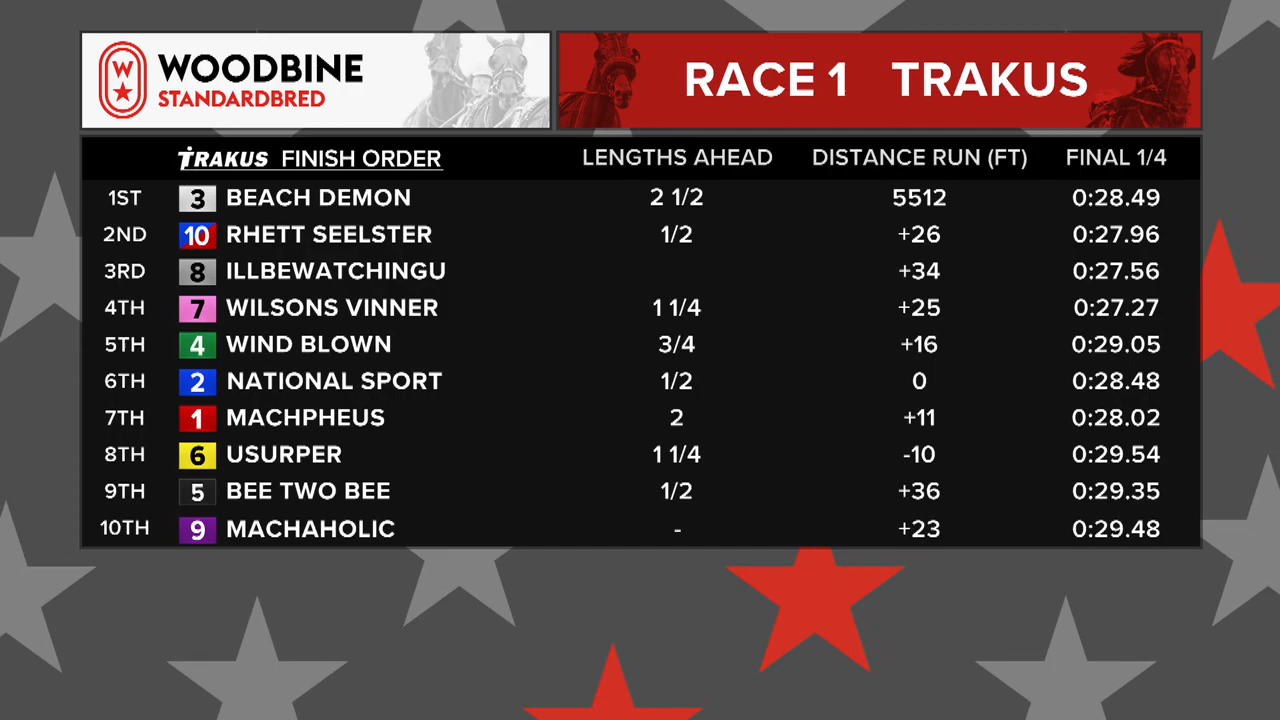 W
WOODBINE
STANDARDBRED
RACE 1 TRAKUS
TRAKUS FINISH ORDER LENGTHS AHEAD DISTANCE RUN (FT) FINAL 1/4
1ST 3 BEACH DEMON 2 1/2 5512 0:28.49
2ND 10 RHETT SEELSTER 1/2 +26 0:27.96
3RD 8 ILLBEWATCHINGU +34 0:27.56
4TH 7 WILSONS VINNER 1 1/4 +25 0:27.27
5TH 4 WIND BLOWN 3/4 +16 0:29.05
6TH 2 NATIONAL SPORT 1/2 0 0:28.48
7TH 1 MACHPHEUS 2 +11 0:28.02
8TH 6 USURPER 1 1/4 -10 0:29.54
9TH 5 BEE TWO BEE 1/2 +36 0:29.35
10TH 9 MACHAHOLIC - +23 0:29.48